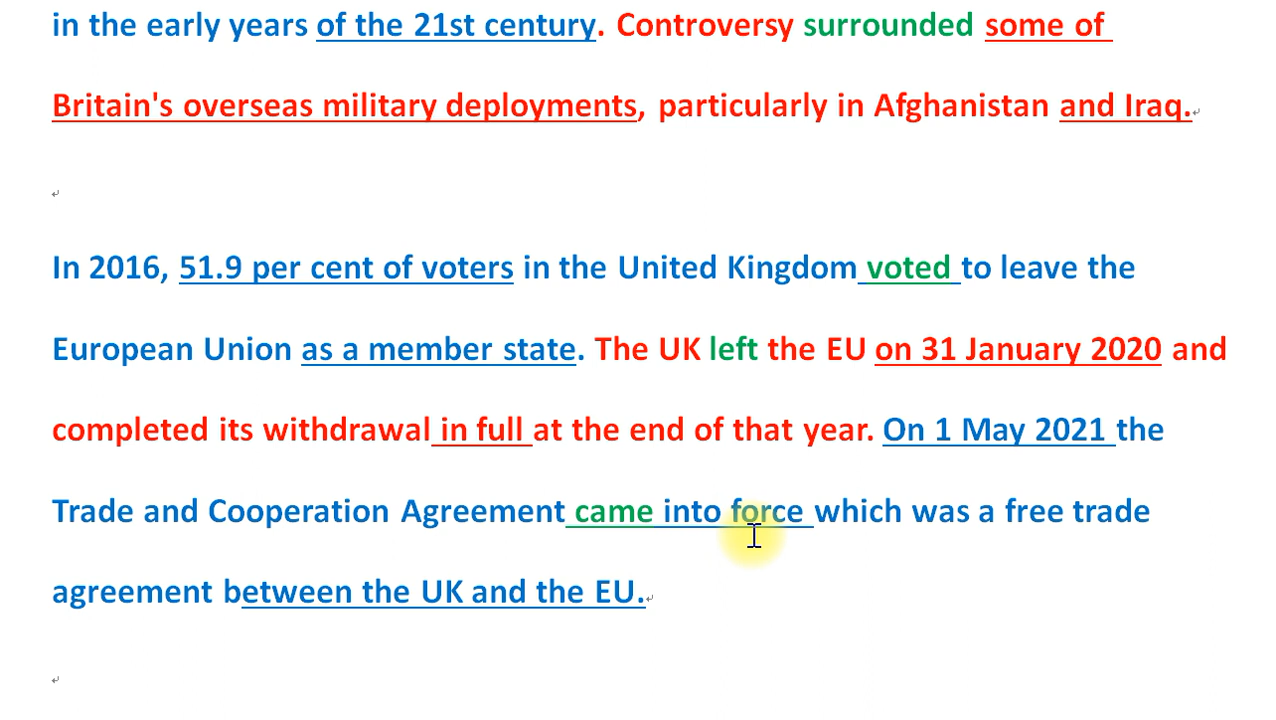 in the early years of the 21st century. Controversy surrounded some of
Britain's overseas military deployments, particularly in Afghanistan and Iraq.
In 2016, 51.9 per cent of voters in the United Kingdom voted to leave the
European Union as a member state. The UK left the EU on 31 January 2020 and
completed its withdrawal in full at the end of that year. On 1 May 2021 the
Trade and Cooperation Agreement came into force which was a free trade
agreement between the UK and the EU.